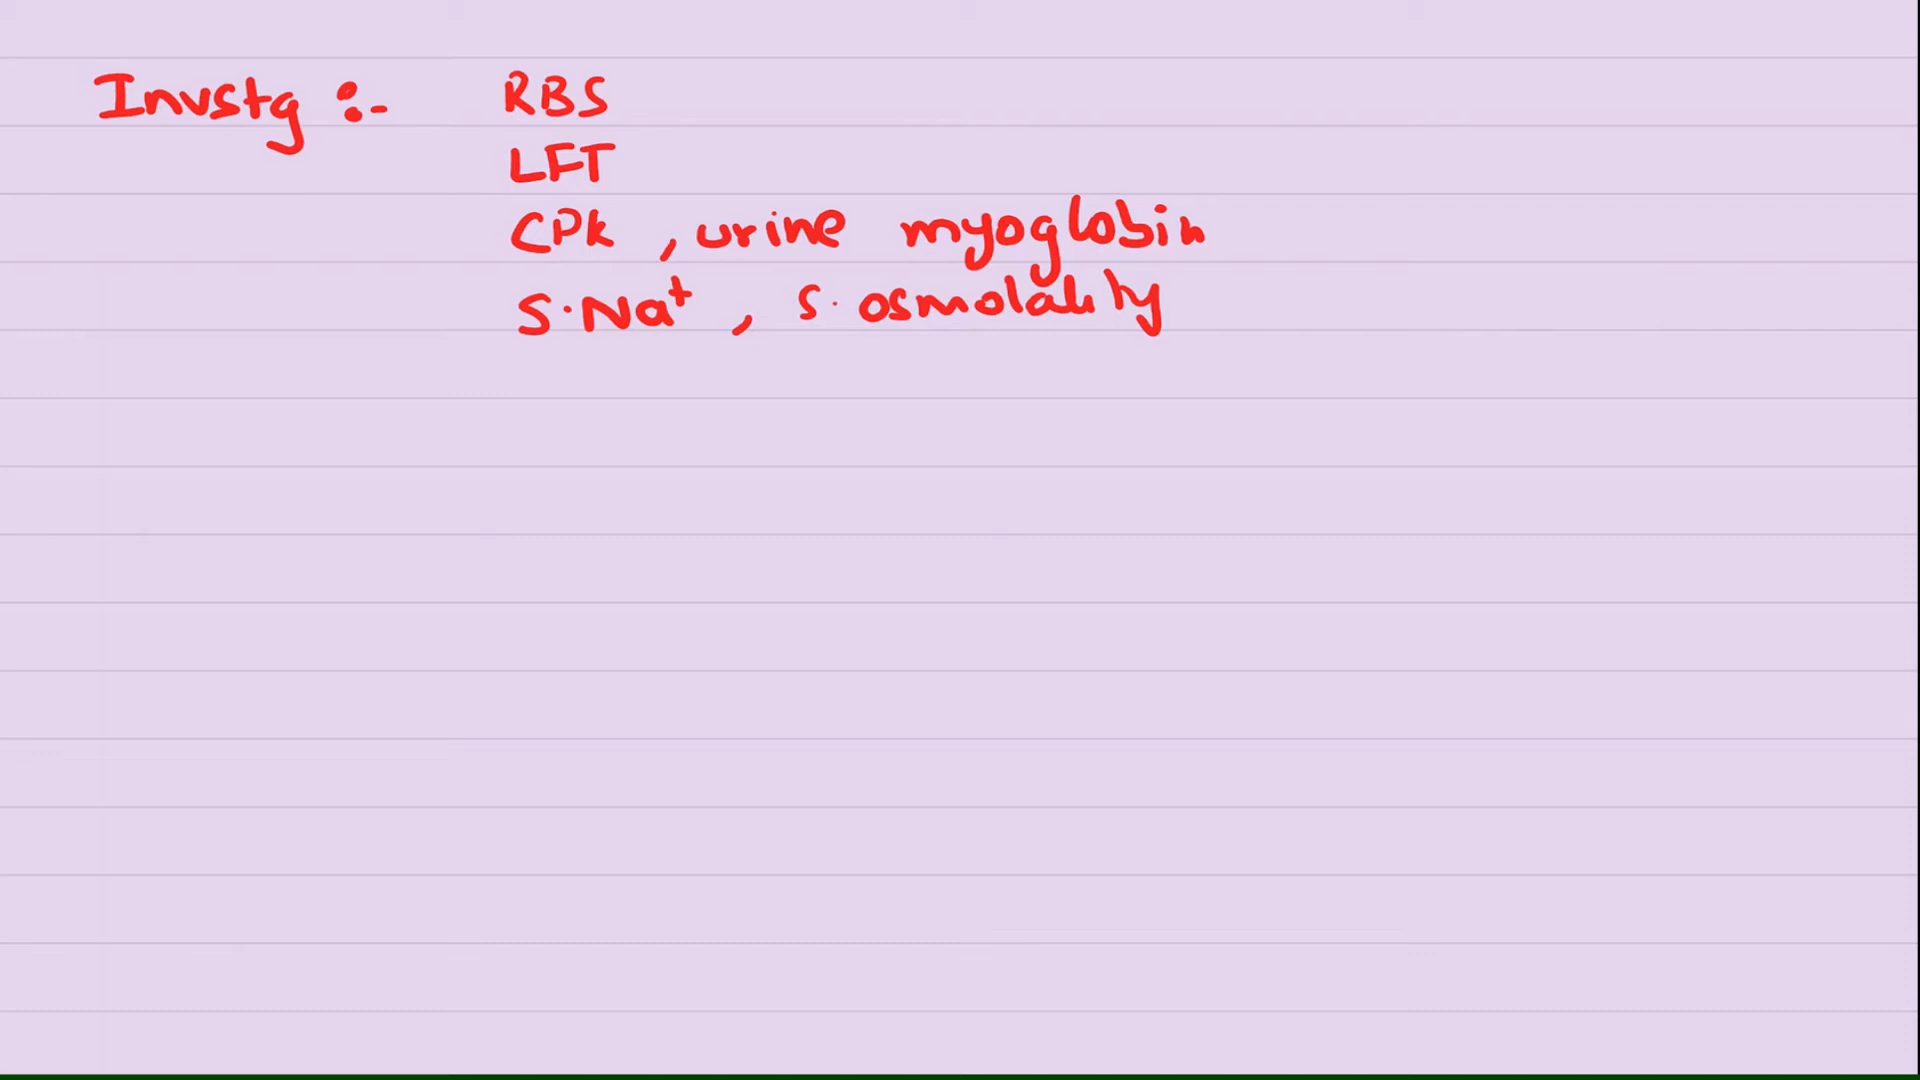 Invstg :- RBS
LFT
CPK , urine myoglobin
S.Na⁺ , S. osmolality